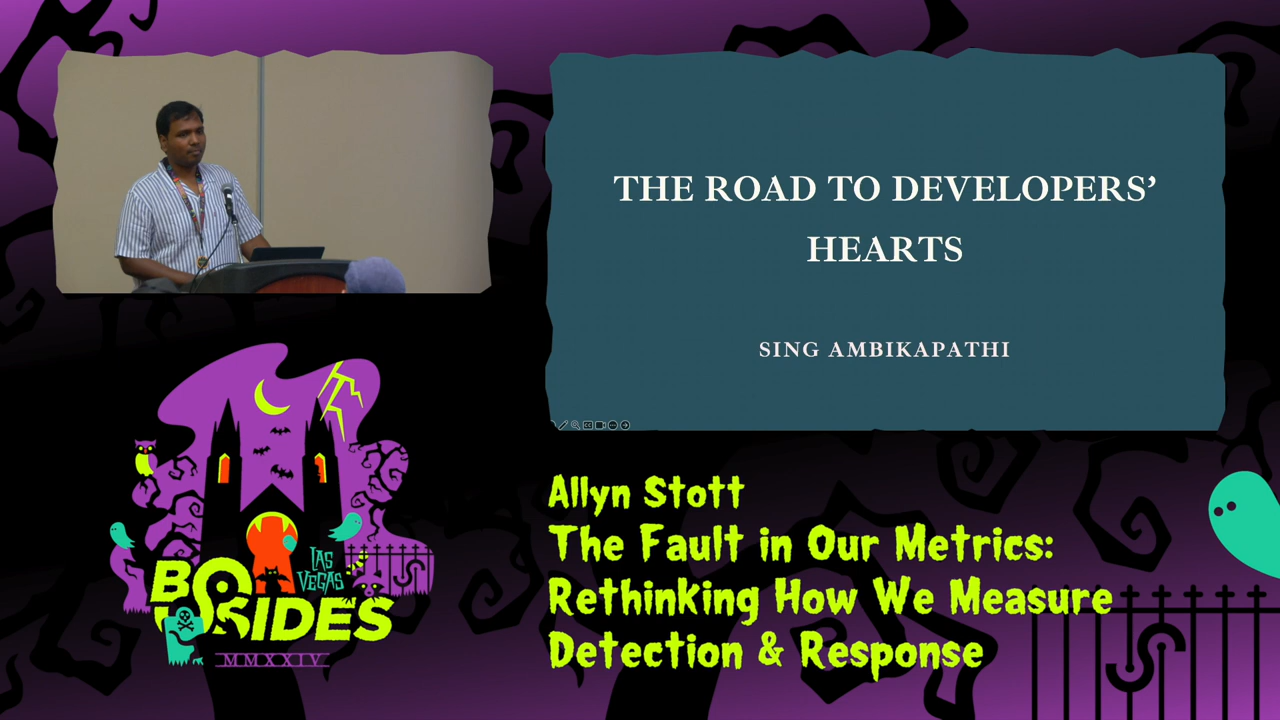 THE ROAD TO DEVELOPERS’
HEARTS
SING AMBIKAPATHI
Allyn Stott
The Fault in Our Metrics:
Rethinking How We Measure
Detection & Response
LAS
VEGAS
BSIDES
MMXXIV